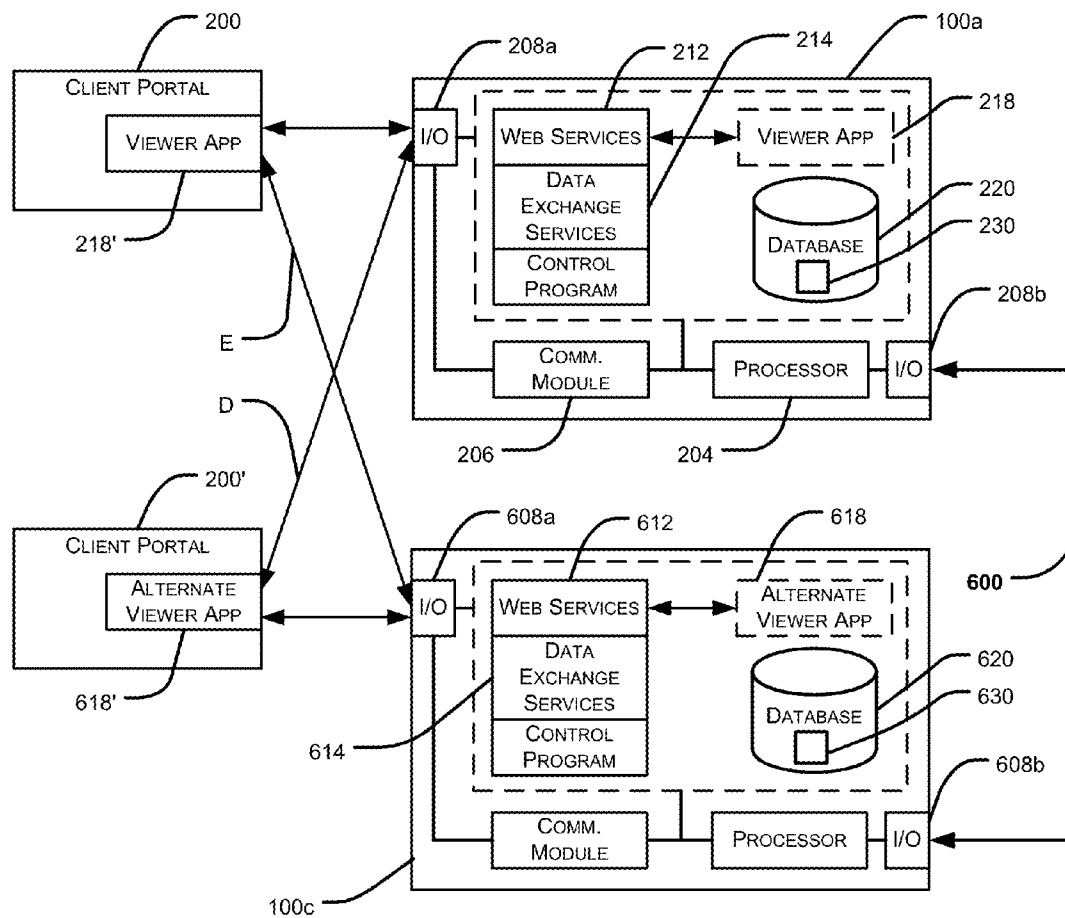 200
208a
212
214
100a
CLIENT PORTAL
VIEWER APP
218'
I/O
WEB SERVICES
DATA
EXCHANGE
SERVICES
CONTROL
PROGRAM
VIEWER APP
218
DATABASE
220
230
208b
E
D
COMM.
MODULE
PROCESSOR
I/O
206
204
200'
608a
612
618
600
CLIENT PORTAL
ALTERNATE
VIEWER APP
618'
I/O
WEB SERVICES
DATA
EXCHANGE
SERVICES
CONTROL
PROGRAM
ALTERNATE
VIEWER APP
DATABASE
620
630
614
608b
COMM.
MODULE
PROCESSOR
I/O
100c